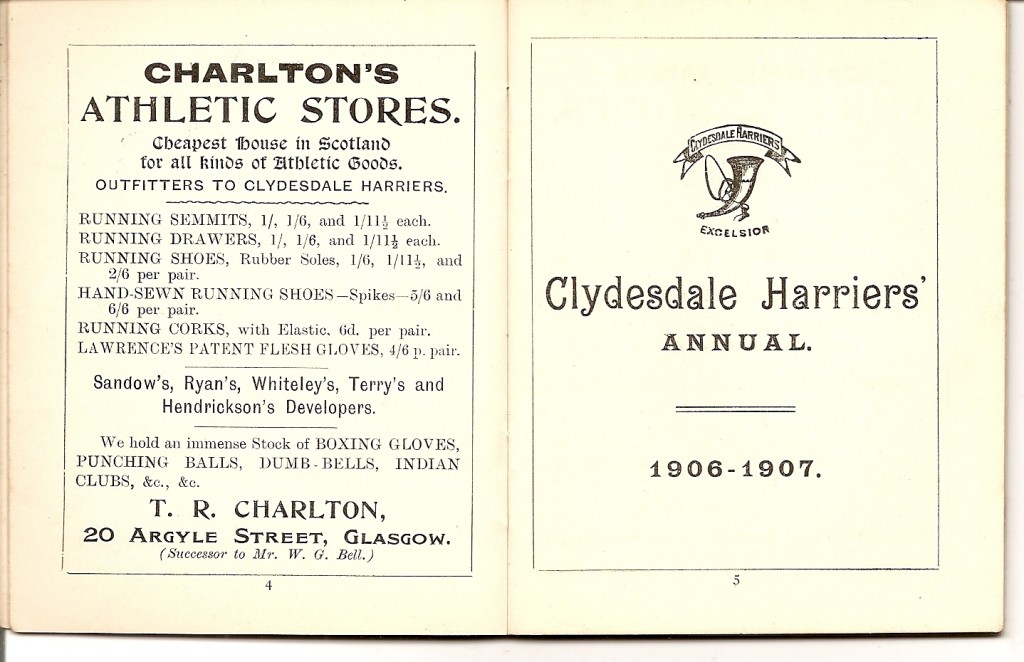 CHARLTON'S
ATHLETIC STORES.
Cheapest House in Scotland
for all kinds of Athletic Goods.
OUTFITTERS TO CLYDESDALE HARRIERS.
RUNNING SEMMITS, 1/, 1/6, and 1/11½ each.
RUNNING DRAWERS, 1/, 1/6, and 1/11½ each.
RUNNING SHOES, Rubber Soles, 1/6, 1/11½, and
2/6 per pair.
HAND-SEWN RUNNING SHOES—Spikes—5/6 and
6/6 per pair.
RUNNING CORKS, with Elastic, 6d. per pair.
LAWRENCE'S PATENT FLESH GLOVES, 4/6 p. pair.
Sandow's, Ryan's, Whiteley's, Terry's and
Hendrickson's Developers.
We hold an immense Stock of BOXING GLOVES,
PUNCHING BALLS, DUMB-BELLS, INDIAN
CLUBS, &c., &c.
T. R. CHARLTON,
20 ARGYLE STREET, GLASGOW.
(Successor to Mr. W. G. Bell.)
4
CLYDESDALE HARRIERS
EXCELSIOR
Clydesdale Harriers'
ANNUAL.
1906-1907.
5